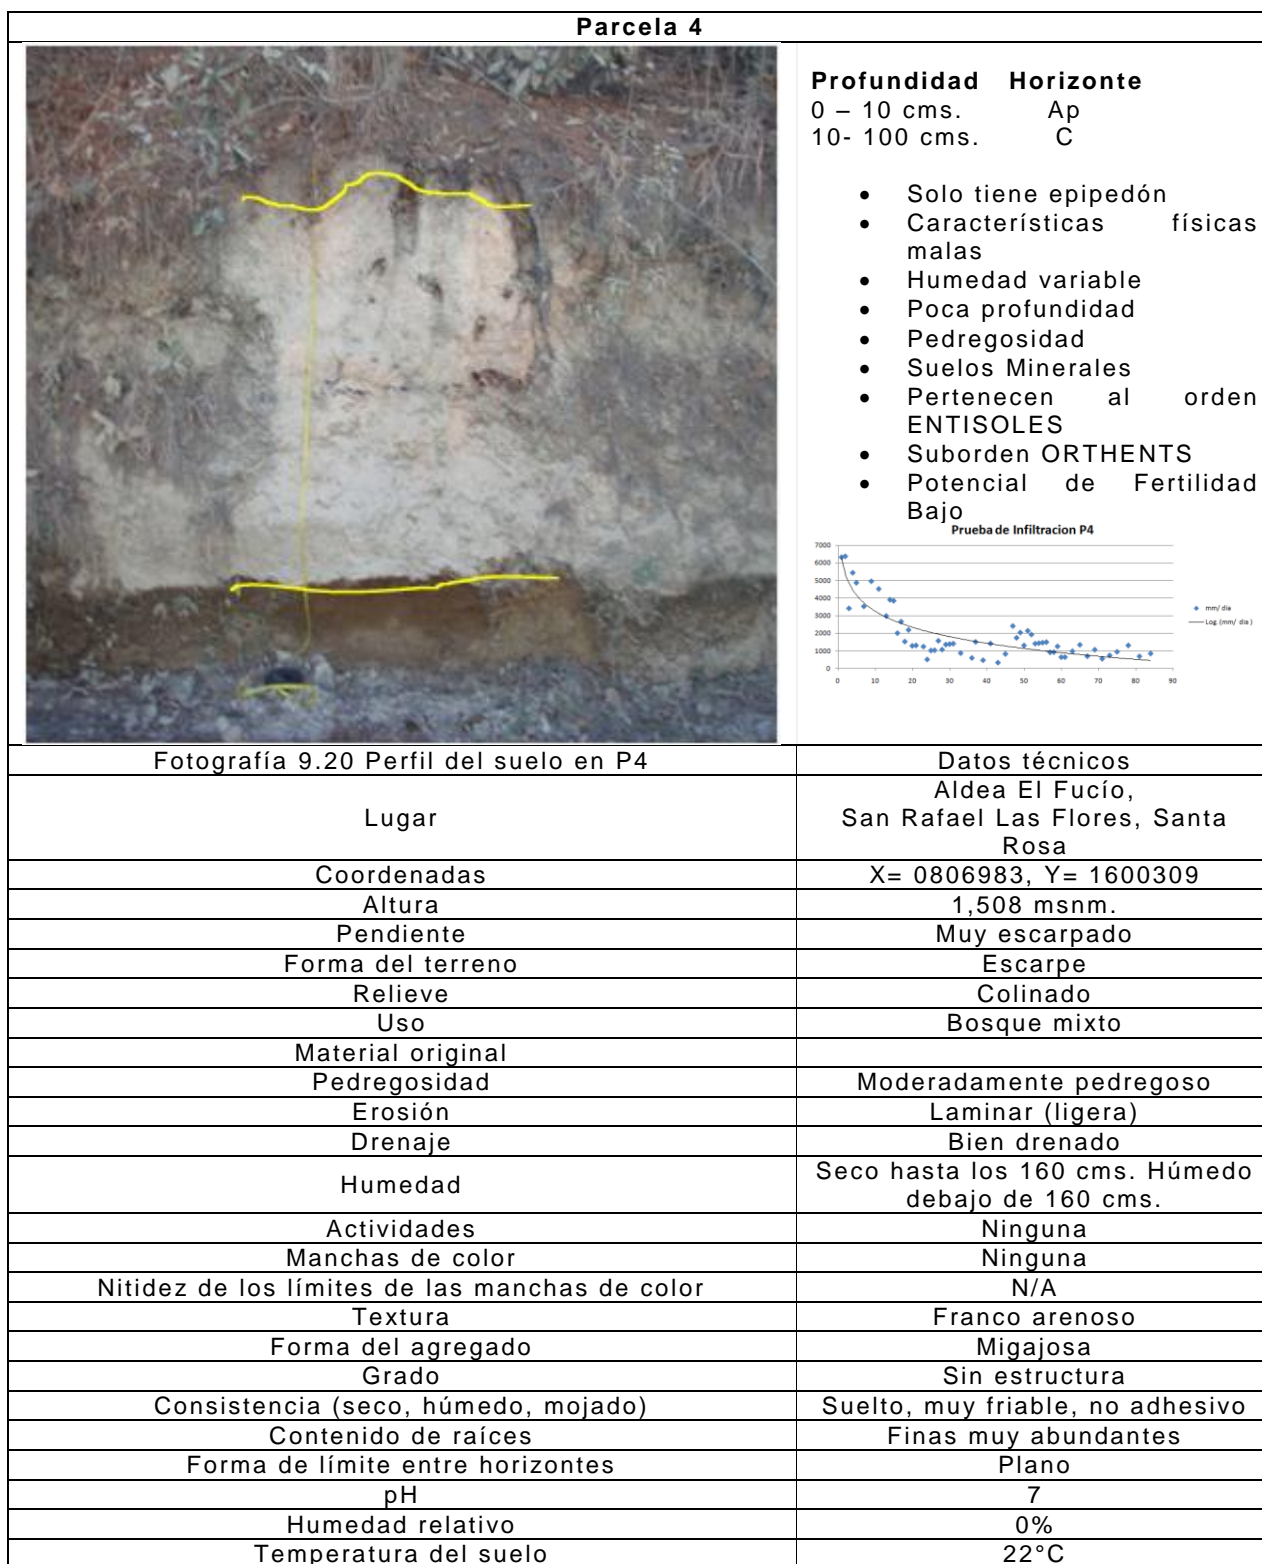 Parcela 4
Profundidad Horizonte
0 – 10 cms. Ap
10- 100 cms. C
• Solo tiene epipedón
• Características físicas
malas
• Humedad variable
• Poca profundidad
• Pedregosidad
• Suelos Minerales
• Pertenecen al orden
ENTISOLES
• Suborden ORTHENTS
• Potencial de Fertilidad
Bajo
Prueba de Infiltracion P4
7000
6000
5000
4000
3000
2000
1000
0
0 10 20 30 40 50 60 70 80 90
mm/ dia
Log. (mm/ dia )
Fotografía 9.20 Perfil del suelo en P4 Datos técnicos
Lugar
Aldea El Fucío,
San Rafael Las Flores, Santa
Rosa
Coordenadas X= 0806983, Y= 1600309
Altura 1,508 msnm.
Pendiente Muy escarpado
Forma del terreno Escarpe
Relieve Colinado
Uso Bosque mixto
Material original
Pedregosidad Moderadamente pedregoso
Erosión Laminar (ligera)
Drenaje Bien drenado
Humedad
Seco hasta los 160 cms. Húmedo
debajo de 160 cms.
Actividades Ninguna
Manchas de color Ninguna
Nitidez de los límites de las manchas de color N/A
Textura Franco arenoso
Forma del agregado Migajosa
Grado Sin estructura
Consistencia (seco, húmedo, mojado) Suelto, muy friable, no adhesivo
Contenido de raíces Finas muy abundantes
Forma de límite entre horizontes Plano
pH 7
Humedad relativo 0%
Temperatura del suelo 22°C